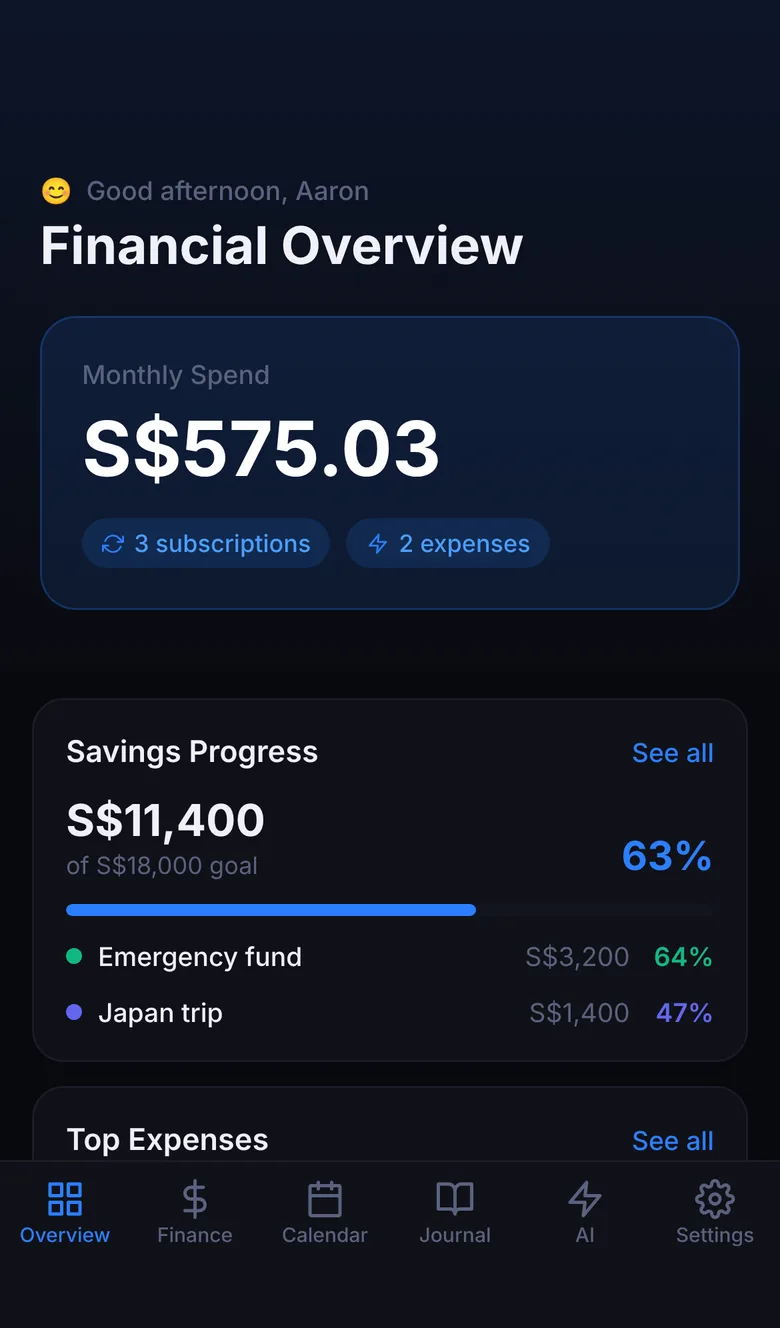 😊 Good afternoon, Aaron
Financial Overview
Monthly Spend
S$575.03
3 subscriptions 2 expenses
Savings Progress See all
S$11,400
of S$18,000 goal 63%
Emergency fund S$3,200 64%
Japan trip S$1,400 47%
Top Expenses See all
Overview Finance Calendar Journal AI Settings